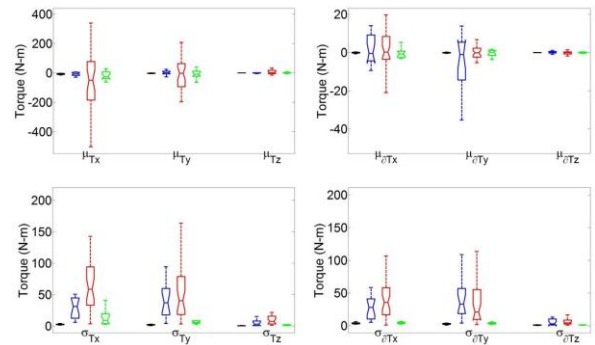 400
200
0
-200
-400
Torque (N-m)
μTx
μTy
μTz
20
0
-20
-40
Torque (N-m)
μ∂Tx
μ∂Ty
μ∂Tz
200
150
100
50
0
Torque (N-m)
σTx
σTy
σTz
200
150
100
50
0
Torque (N-m)
σ∂Tx
σ∂Ty
σ∂Tz